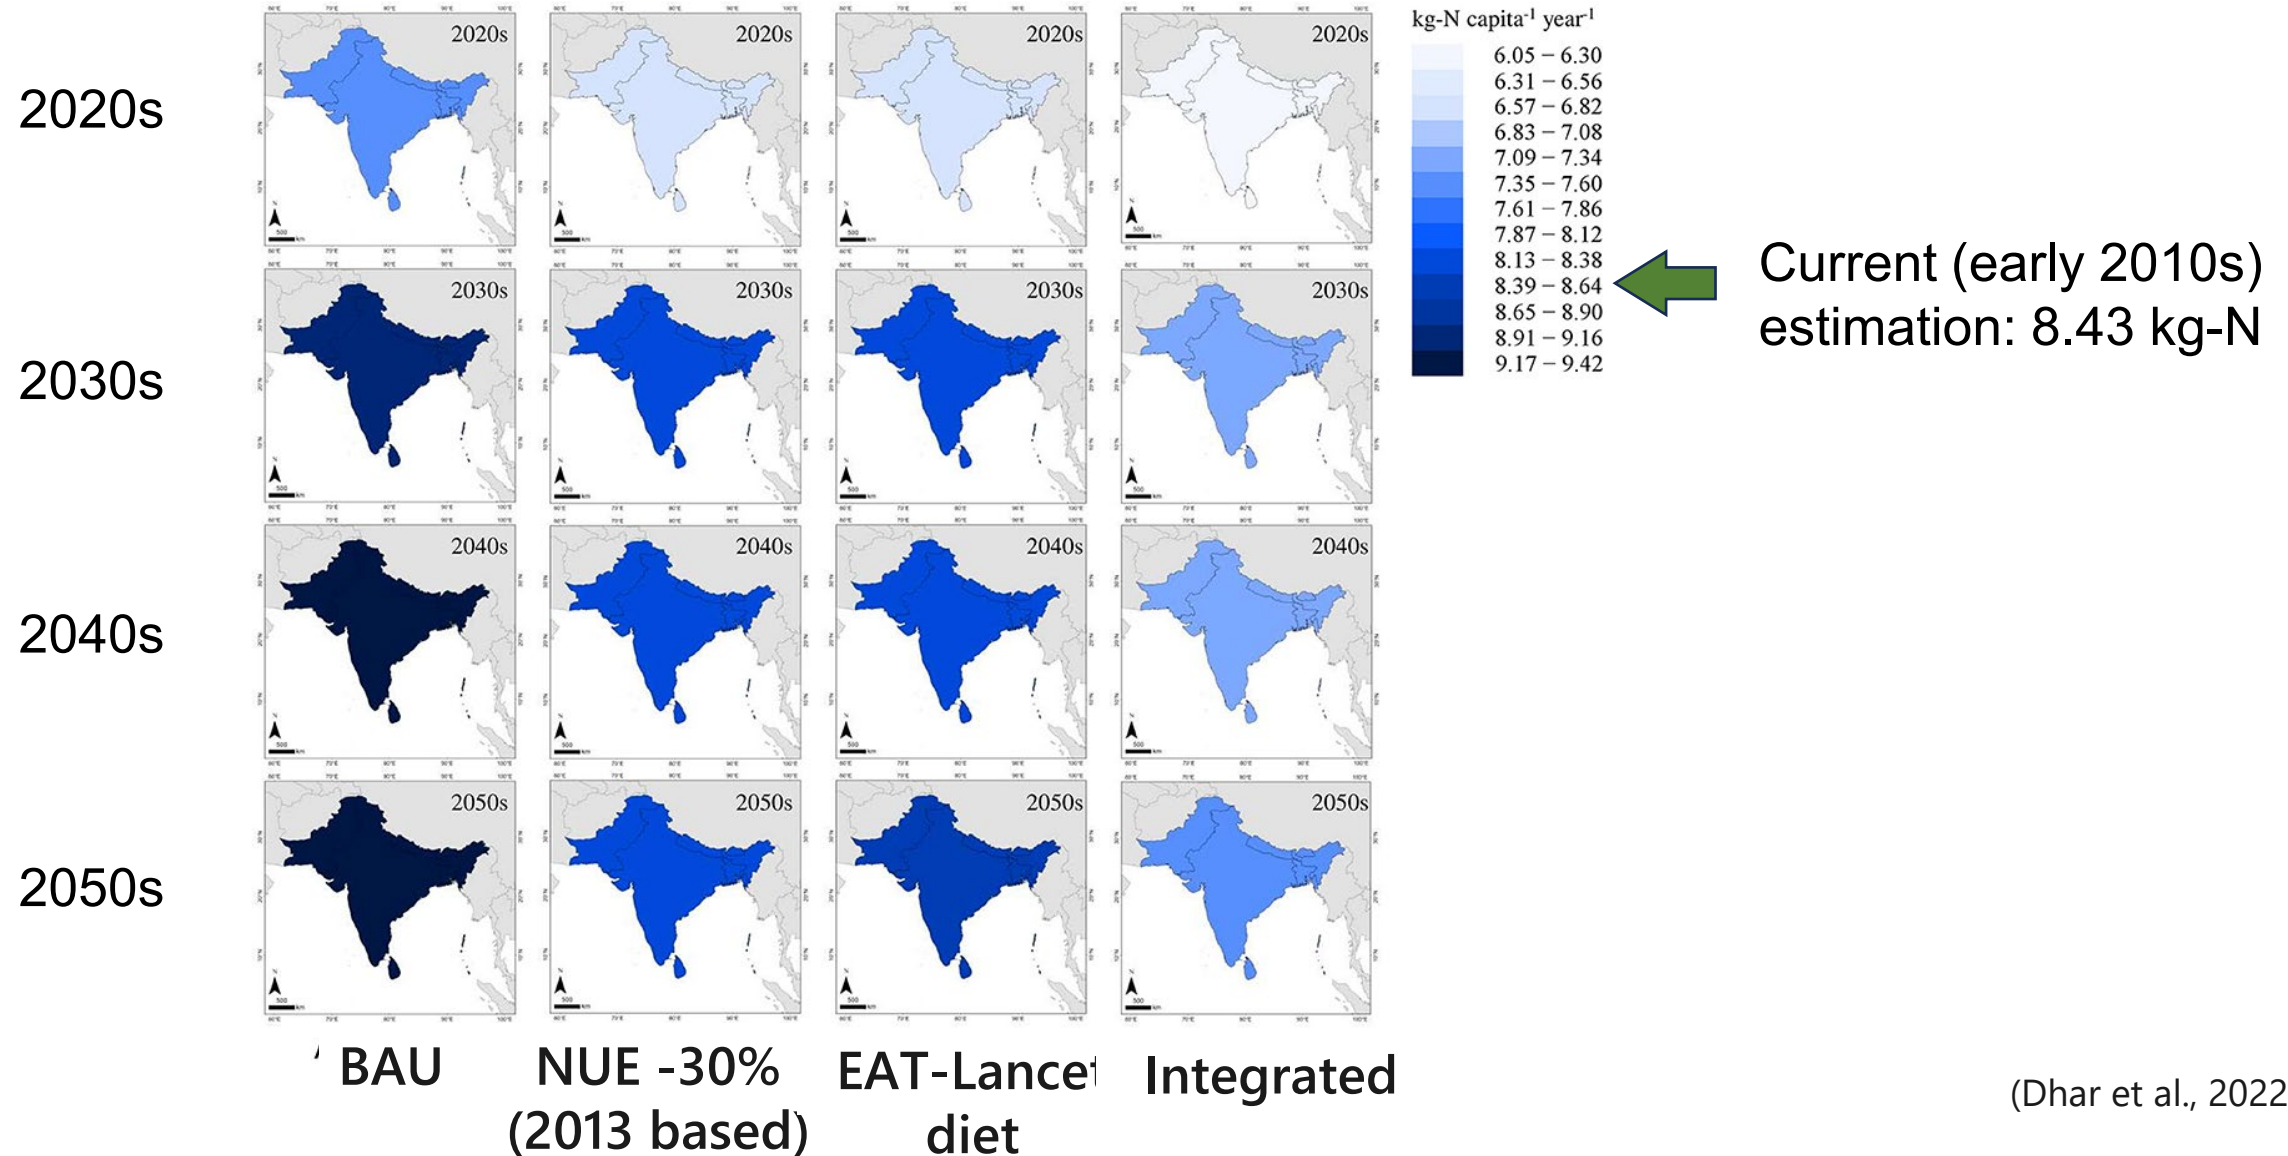 2020s
2030s
2040s
2050s
2020s
2020s
2020s
2020s
2030s
2030s
2030s
2030s
2040s
2040s
2040s
2040s
2050s
2050s
2050s
2050s
kg-N capita-1 year-1
6.05 – 6.30
6.31 – 6.56
6.57 – 6.82
6.83 – 7.08
7.09 – 7.34
7.35 – 7.60
7.61 – 7.86
7.87 – 8.12
8.13 – 8.38
8.39 – 8.64
8.65 – 8.90
8.91 – 9.16
9.17 – 9.42
Current (early 2010s)
estimation: 8.43 kg-N
BAU
NUE -30%
(2013 based)
EAT-Lancet
diet
Integrated
(Dhar et al., 2022